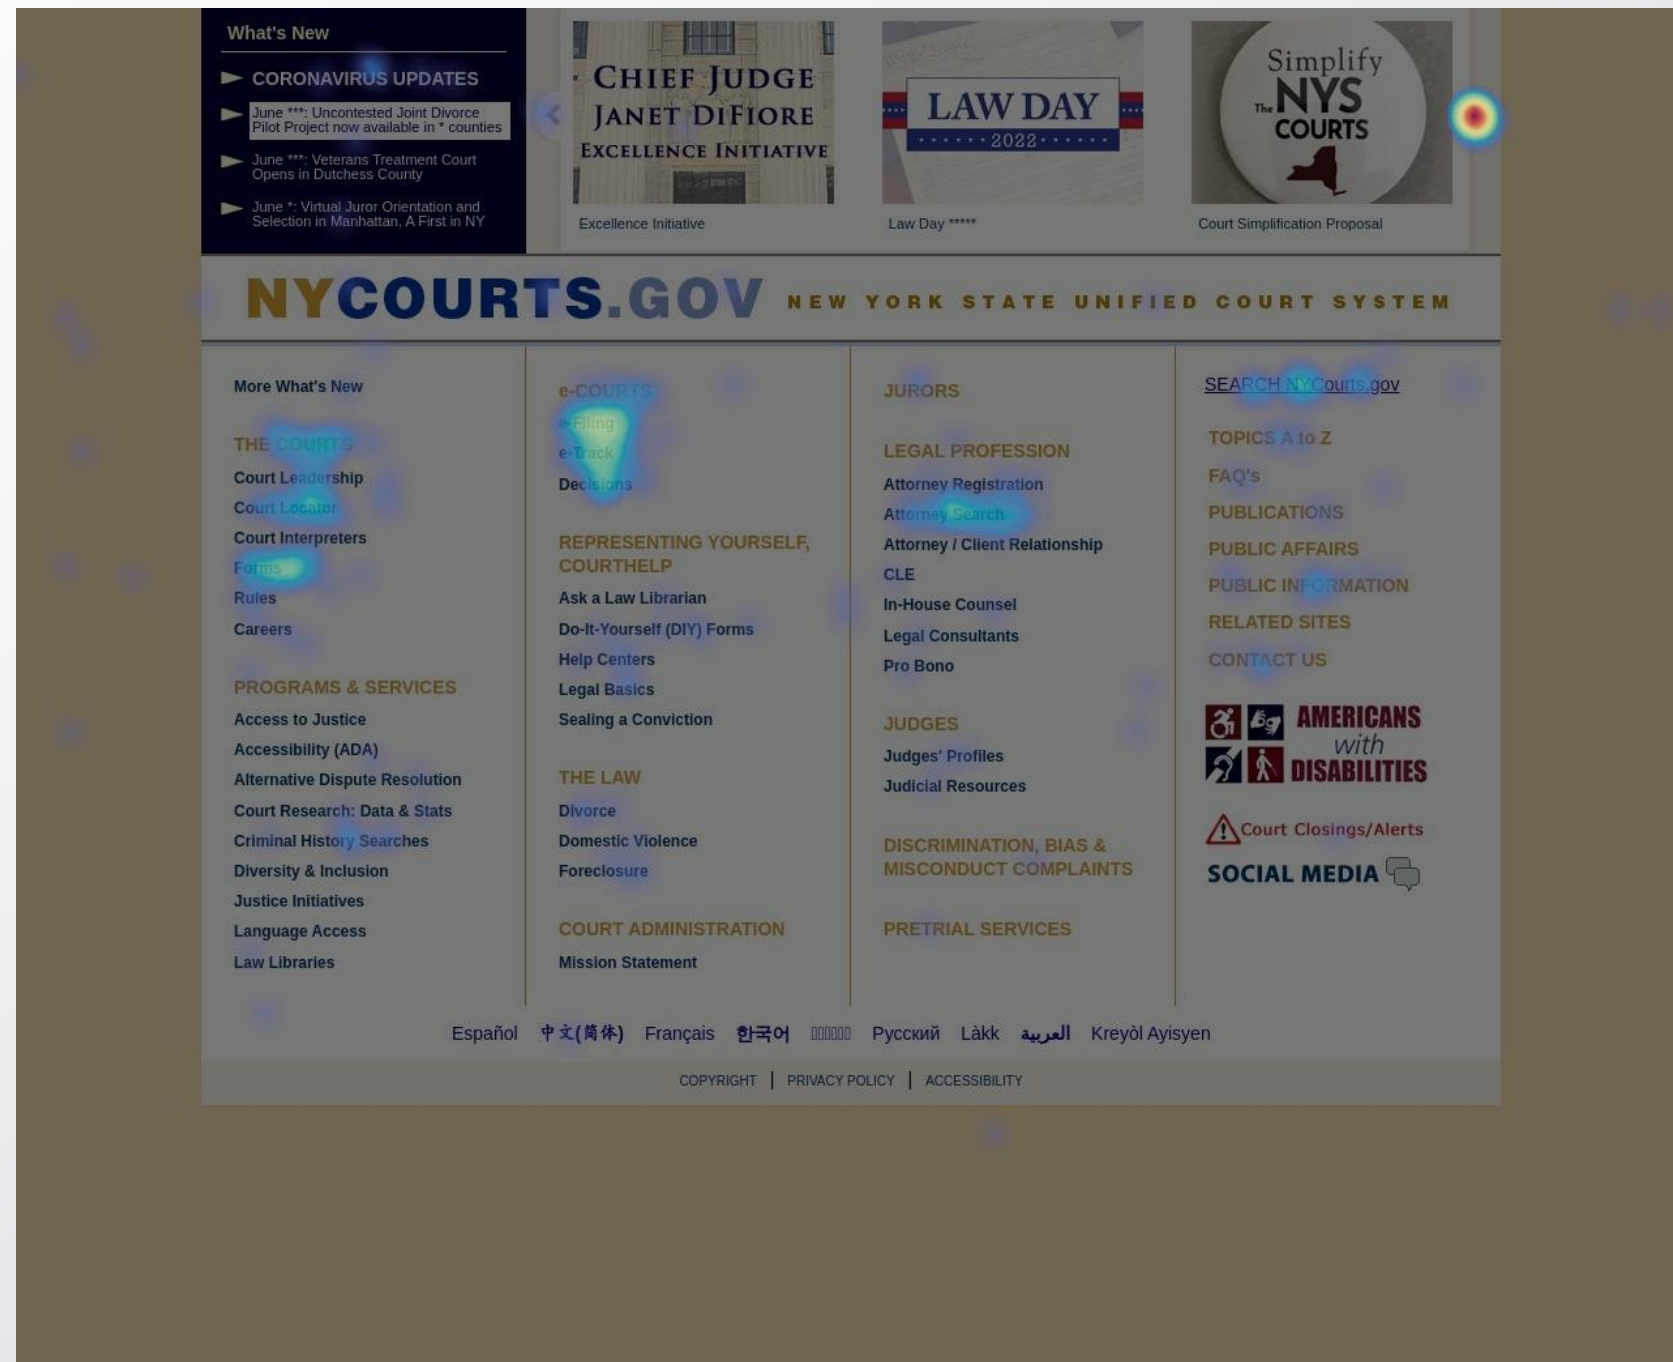 What's New
CORONAVIRUS UPDATES
June ***: Uncontested Joint Divorce
Pilot Project now available in * counties
June ***: Veterans Treatment Court
Opens in Dutchess County
June *: Virtual Juror Orientation and
Selection in Manhattan, A First in NY
CHIEF JUDGE
JANET DIFIORE
EXCELLENCE INITIATIVE
Excellence Initiative
LAW DAY
2022
Law Day *****
Simplify
The NYS
COURTS
Court Simplification Proposal
NYCOURTS.GOV NEW YORK STATE UNIFIED COURT SYSTEM
More What's New
THE COURTS
Court Leadership
Court Locator
Court Interpreters
Forms
Rules
Careers
PROGRAMS & SERVICES
Access to Justice
Accessibility (ADA)
Alternative Dispute Resolution
Court Research: Data & Stats
Criminal History Searches
Diversity & Inclusion
Justice Initiatives
Language Access
Law Libraries
e-COURTS
e-Filing
e-Track
Decisions
REPRESENTING YOURSELF,
COURTHELP
Ask a Law Librarian
Do-It-Yourself (DIY) Forms
Help Centers
Legal Basics
Sealing a Conviction
THE LAW
Divorce
Domestic Violence
Foreclosure
COURT ADMINISTRATION
Mission Statement
JURORS
LEGAL PROFESSION
Attorney Registration
Attorney Search
Attorney / Client Relationship
CLE
In-House Counsel
Legal Consultants
Pro Bono
JUDGES
Judges' Profiles
Judicial Resources
DISCRIMINATION, BIAS &
MISCONDUCT COMPLAINTS
PRETRIAL SERVICES
SEARCH NYCourts.gov
TOPICS A to Z
FAQ's
PUBLICATIONS
PUBLIC AFFAIRS
PUBLIC INFORMATION
RELATED SITES
CONTACT US
AMERICANS
with
DISABILITIES
Court Closings/Alerts
SOCIAL MEDIA
Español 中文(简体) Français 한국어 Русский Làkk العربية Kreyòl Ayisyen
COPYRIGHT | PRIVACY POLICY | ACCESSIBILITY